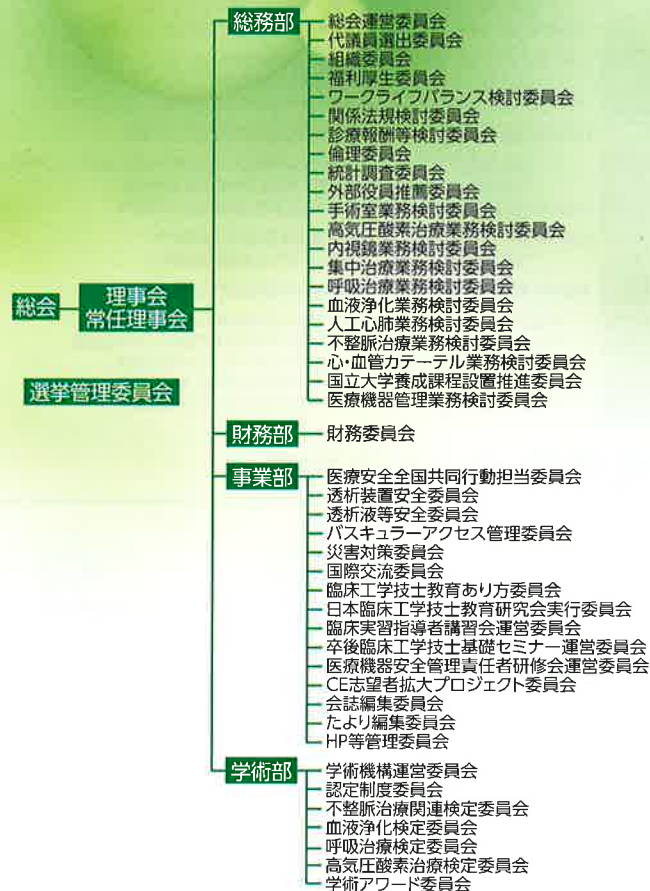 総会
理事会
常任理事会
選挙管理委員会
総務部
総会運営委員会
代議員選出委員会
組織委員会
福利厚生委員会
ワークライフバランス検討委員会
関係法規検討委員会
診療報酬等検討委員会
倫理委員会
統計調査委員会
外部役員推薦委員会
手術室業務検討委員会
高気圧酸素治療業務検討委員会
内視鏡業務検討委員会
集中治療業務検討委員会
呼吸治療業務検討委員会
血液浄化業務検討委員会
人工心肺業務検討委員会
不整脈治療業務検討委員会
心・血管カテーテル業務検討委員会
国立大学養成課程設置推進委員会
医療機器管理業務検討委員会
財務部
財務委員会
事業部
医療安全全国共同行動担当委員会
透析装置安全委員会
透析液等安全委員会
バスキュラーアクセス管理委員会
災害対策委員会
国際交流委員会
臨床工学技士教育あり方委員会
日本臨床工学技士教育研究会実行委員会
臨床実習指導者講習会運営委員会
卒後臨床工学技士基礎セミナー運営委員会
医療機器安全管理責任者研修会運営委員会
CE志望者拡大プロジェクト委員会
会誌編集委員会
たより編集委員会
HP等管理委員会
学術部
学術機構運営委員会
認定制度委員会
不整脈治療関連検定委員会
血液浄化検定委員会
呼吸治療検定委員会
高気圧酸素治療検定委員会
学術アワード委員会